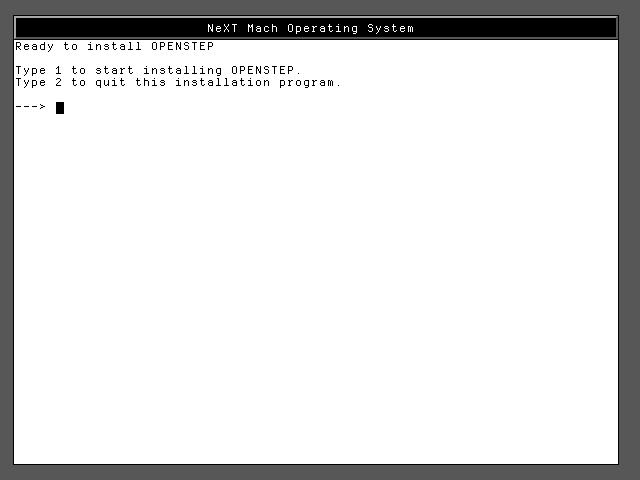 NeXT Mach Operating System
Ready to install OPENSTEP
Type 1 to start installing OPENSTEP.
Type 2 to quit this installation program.
--->